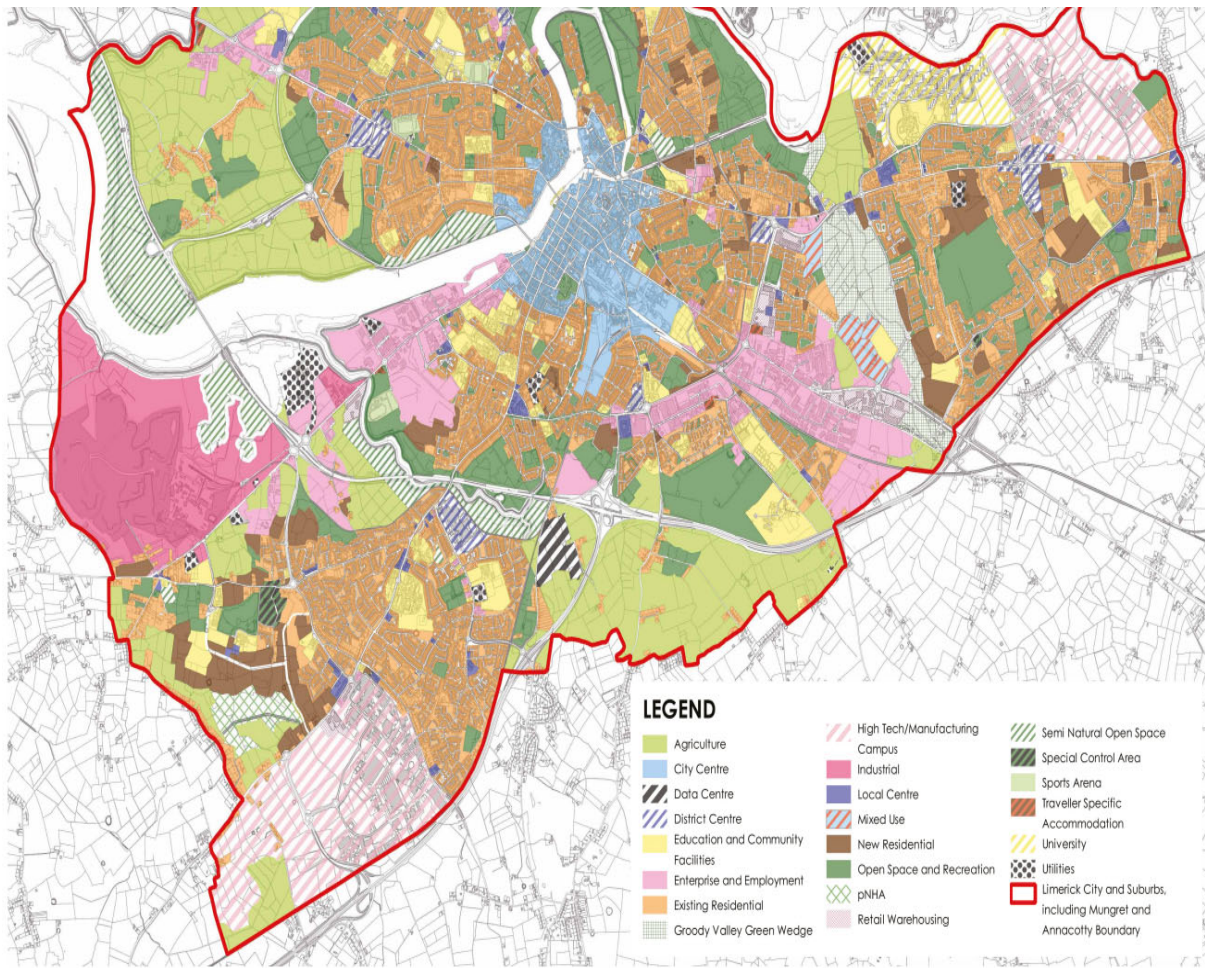 LEGEND
Agriculture
City Centre
Data Centre
District Centre
Education and Community
Facilities
Enterprise and Employment
Existing Residential
Groody Valley Green Wedge
High Tech/Manufacturing
Campus
Industrial
Local Centre
Mixed Use
New Residential
Open Space and Recreation
pNHA
Retail Warehousing
Semi Natural Open Space
Special Control Area
Sports Arena
Traveller Specific
Accommodation
University
Utilities
Limerick City and Suburbs,
including Mungret and
Annacotty Boundary